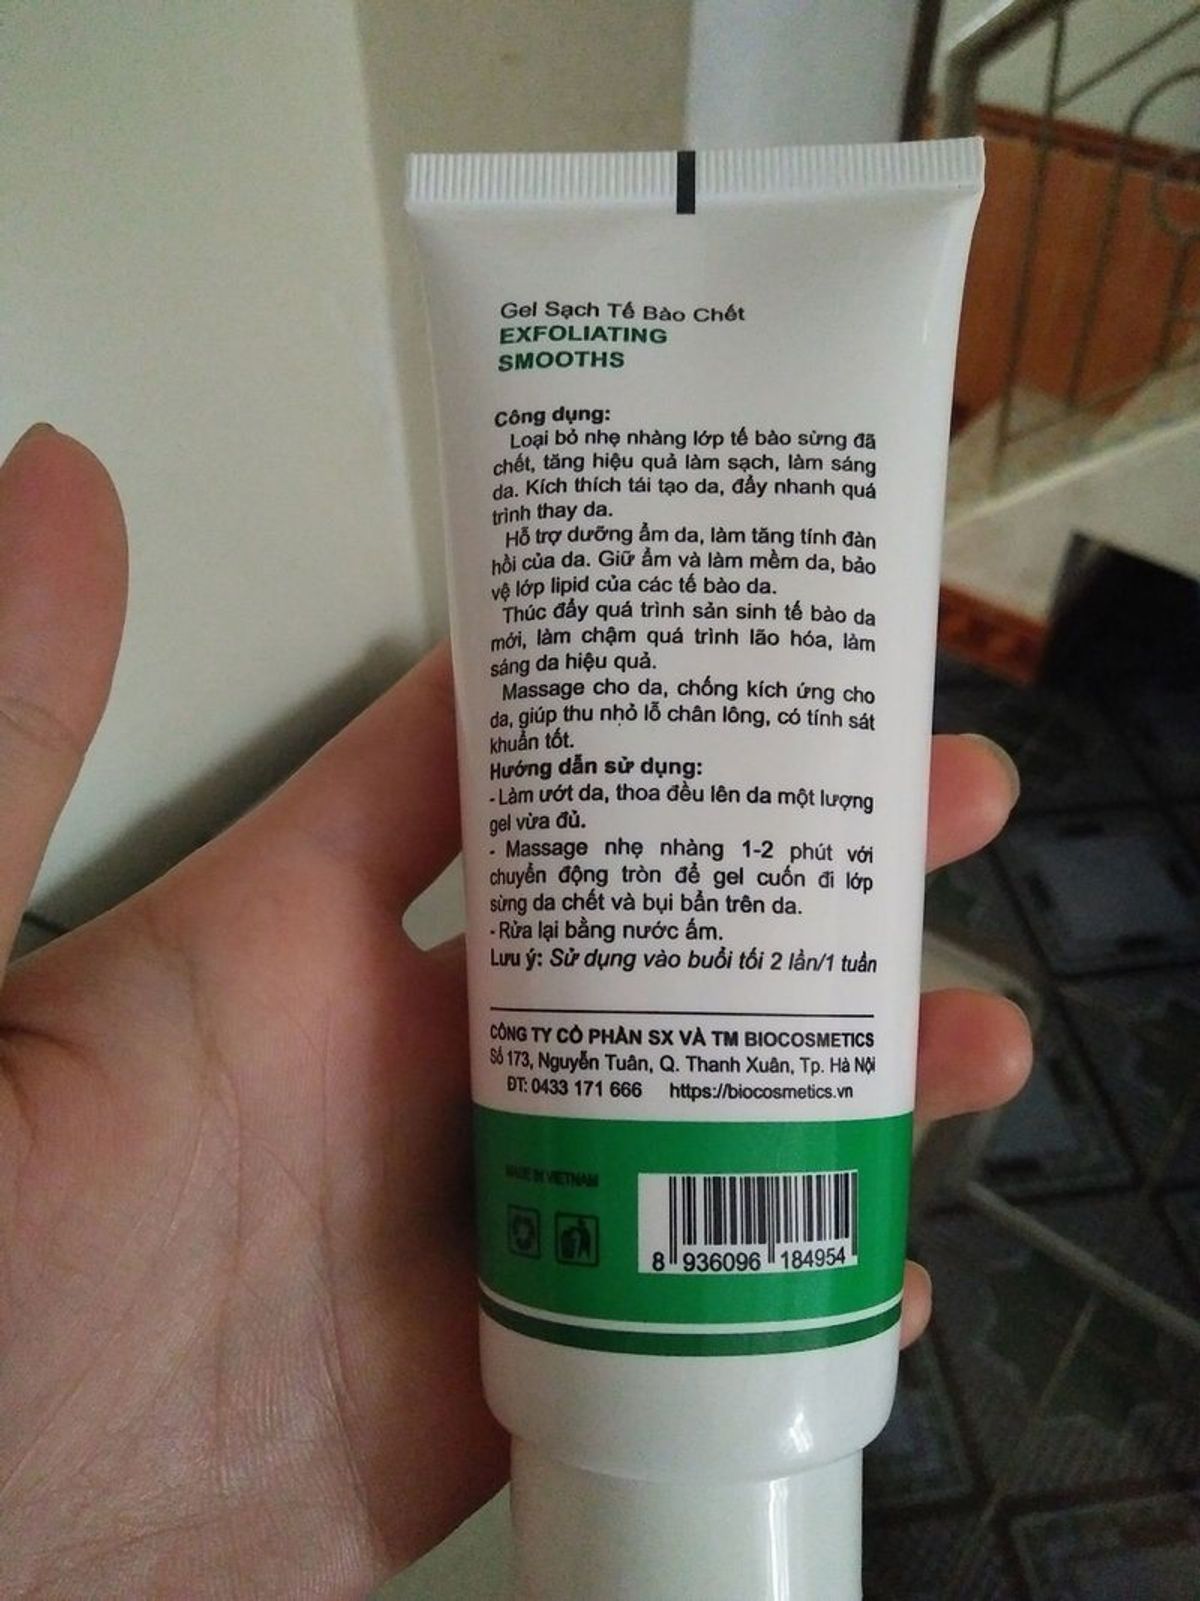 Gel Sạch Tế Bào Chết
EXFOLIATING
SMOOTHS
Công dụng:
Loại bỏ nhẹ nhàng lớp tế bào sừng đã
chết, tăng hiệu quả làm sạch, làm sáng
da. Kích thích tái tạo da, đẩy nhanh quá
trình thay da.
Hỗ trợ dưỡng ẩm da, làm tăng tính đàn
hồi của da. Giữ ẩm và làm mềm da, bảo
vệ lớp lipid của các tế bào da.
Thúc đẩy quá trình sản sinh tế bào da
mới, làm chậm quá trình lão hóa, làm
sáng da hiệu quả.
Massage cho da, chống kích ứng cho
da, giúp thu nhỏ lỗ chân lông, có tính sát
khuẩn tốt.
Hướng dẫn sử dụng:
- Làm ướt da, thoa đều lên da một lượng
gel vừa đủ.
- Massage nhẹ nhàng 1-2 phút với
chuyển động tròn để gel cuốn đi lớp
sừng da chết và bụi bẩn trên da.
- Rửa lại bằng nước ấm.
Lưu ý: Sử dụng vào buổi tối 2 lần/1 tuần
CÔNG TY CỔ PHẦN SX VÀ TM BIOCOSMETICS
Số 173, Nguyễn Tuân, Q. Thanh Xuân, Tp. Hà Nội
ĐT: 0433 171 666 https://biocosmetics.vn
MADE IN VIETNAM
8 936096 184954